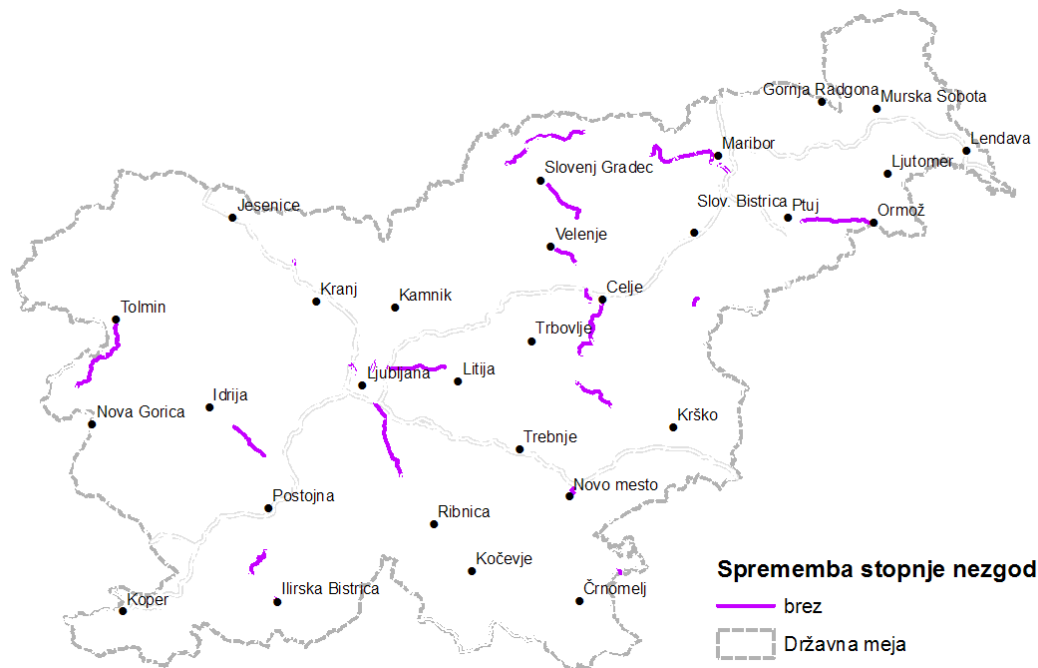 Gornja Radgona
Murska Sobota
Maribor
Lendava
Slovenj Gradec
Ljutomer
Slov. Bistrica
Ptuj
Ormož
Jesenice
Velenje
Kranj
Kamnik
Celje
Tolmin
Trbovlje
Ljubljana
Litija
Idrija
Nova Gorica
Krško
Trebnje
Novo mesto
Postojna
Ribnica
Kočevje
Ilirska Bistrica
Črnomelj
Koper
Sprememba stopnje nezgod
brez
Državna meja